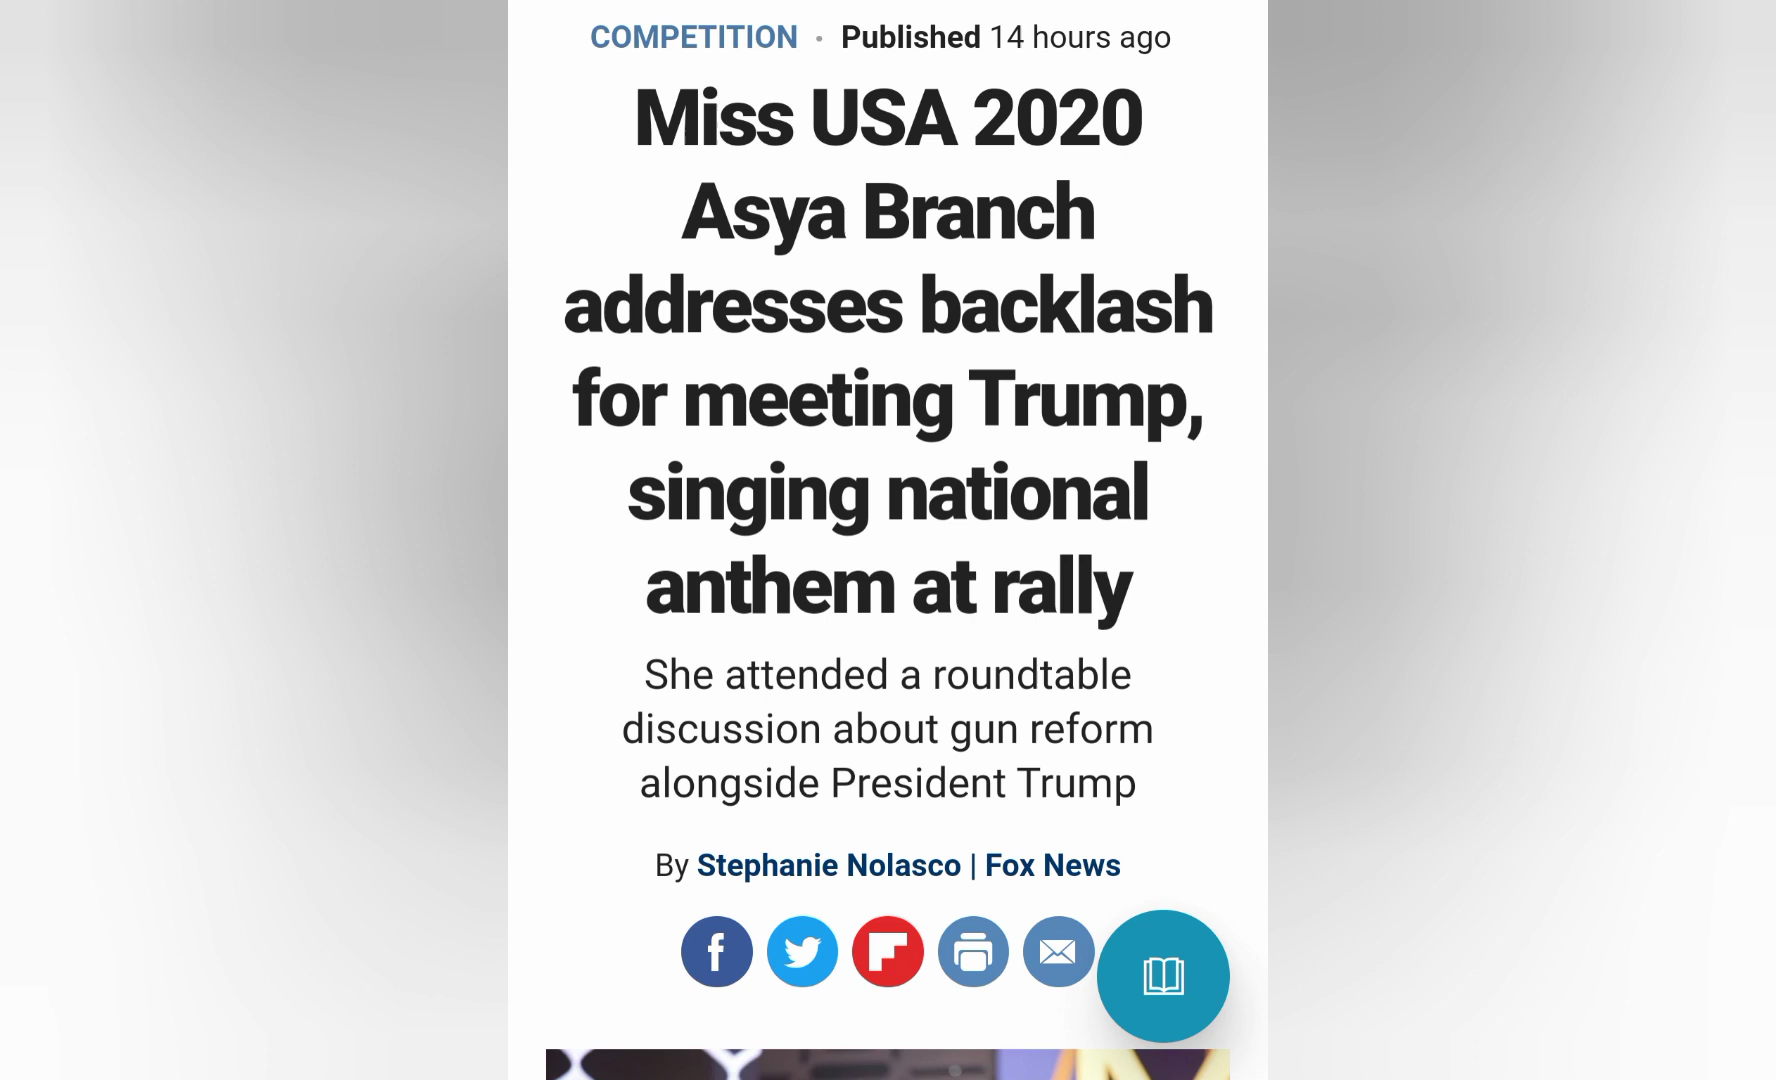 COMPETITION • Published 14 hours ago
Miss USA 2020
Asya Branch
addresses backlash
for meeting Trump,
singing national
anthem at rally
She attended a roundtable
discussion about gun reform
alongside President Trump
By Stephanie Nolasco | Fox News